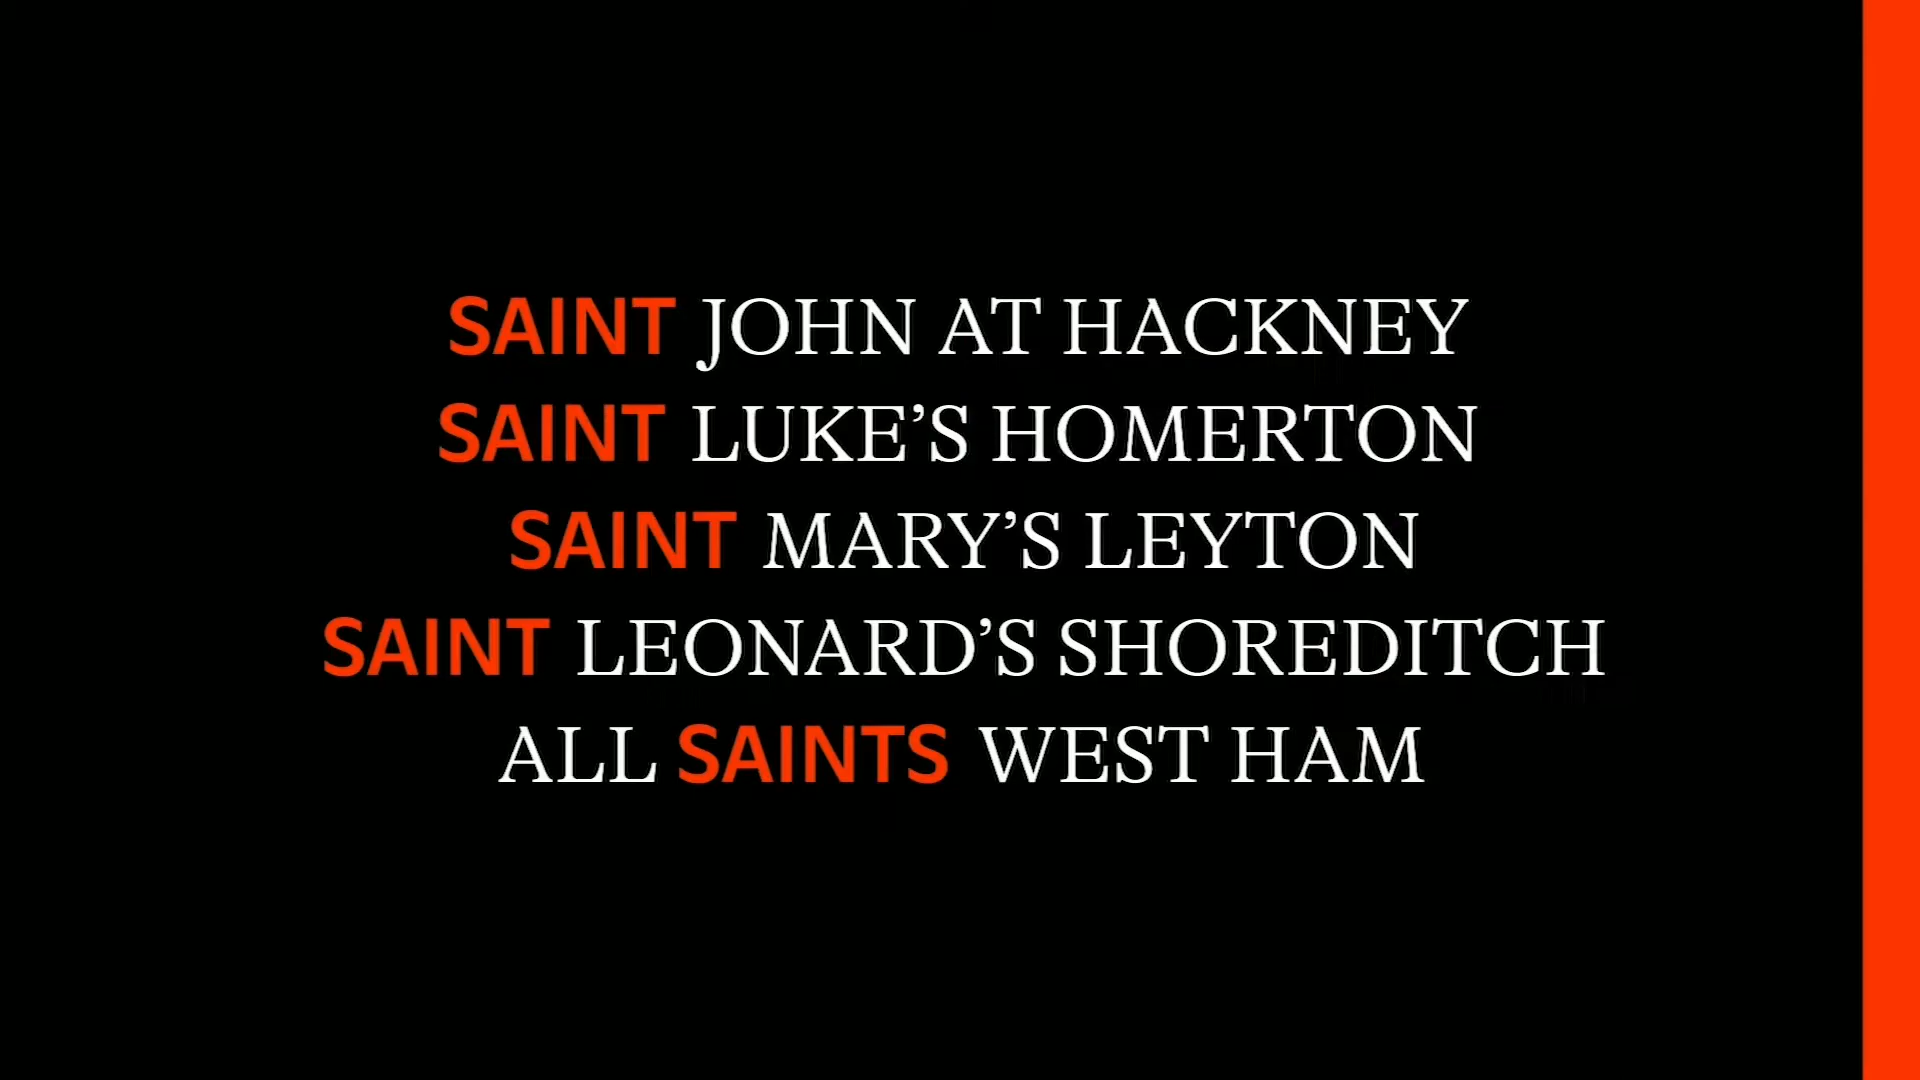 SAINT JOHN AT HACKNEY
SAINT LUKE’S HOMERTON
SAINT MARY’S LEYTON
SAINT LEONARD’S SHOREDITCH
ALL SAINTS WEST HAM